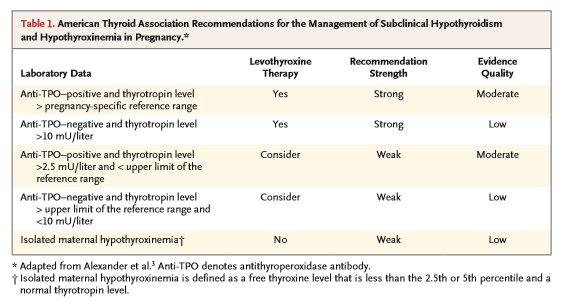 Table 1. American Thyroid Association Recommendations for the Management of Subclinical Hypothyroidism
and Hypothyroxinemia in Pregnancy.*
Laboratory Data
Levothyroxine
Therapy
Recommendation
Strength
Evidence
Quality
Anti-TPO–positive and thyrotropin level
> pregnancy-specific reference range
Yes
Strong
Moderate
Anti-TPO–negative and thyrotropin level
>10 mU/liter
Yes
Strong
Low
Anti-TPO–positive and thyrotropin level
>2.5 mU/liter and < upper limit of the
reference range
Consider
Weak
Moderate
Anti-TPO–negative and thyrotropin level
> upper limit of the reference range and
<10 mU/liter
Consider
Weak
Low
Isolated maternal hypothyroxinemia†
No
Weak
Low
* Adapted from Alexander et al.3 Anti-TPO denotes antithyroperoxidase antibody.
† Isolated maternal hypothyroxinemia is defined as a free thyroxine level that is less than the 2.5th or 5th percentile and a
normal thyrotropin level.